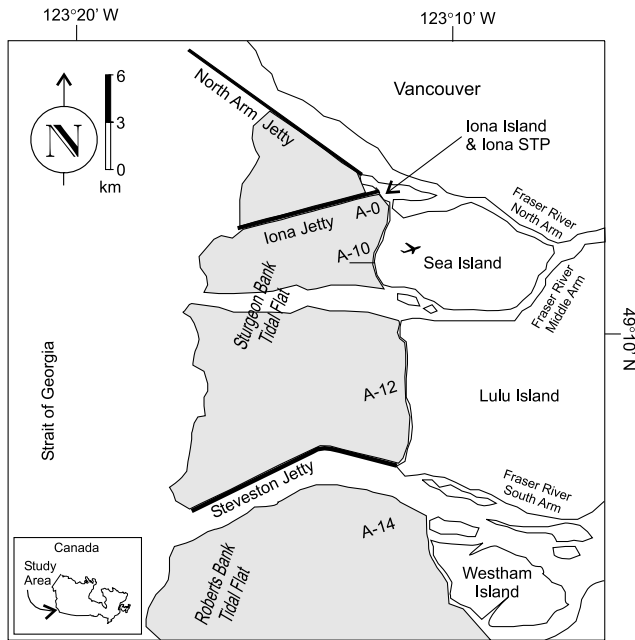 123° 20' W
123° 10' W
6
3
0
km
N
North Arm Jetty
Vancouver
Iona Island
& Iona STP
Fraser River
North Arm
A-0
Iona Jetty
A-10
Sea Island
Sturgeon Bank
Tidal Flat
Fraser River
Middle Arm
49° 10' N
Strait of Georgia
A-12
Lulu Island
Steveston Jetty
Fraser River
South Arm
A-14
Canada
Study
Area
Roberts Bank
Tidal Flat
Westham
Island